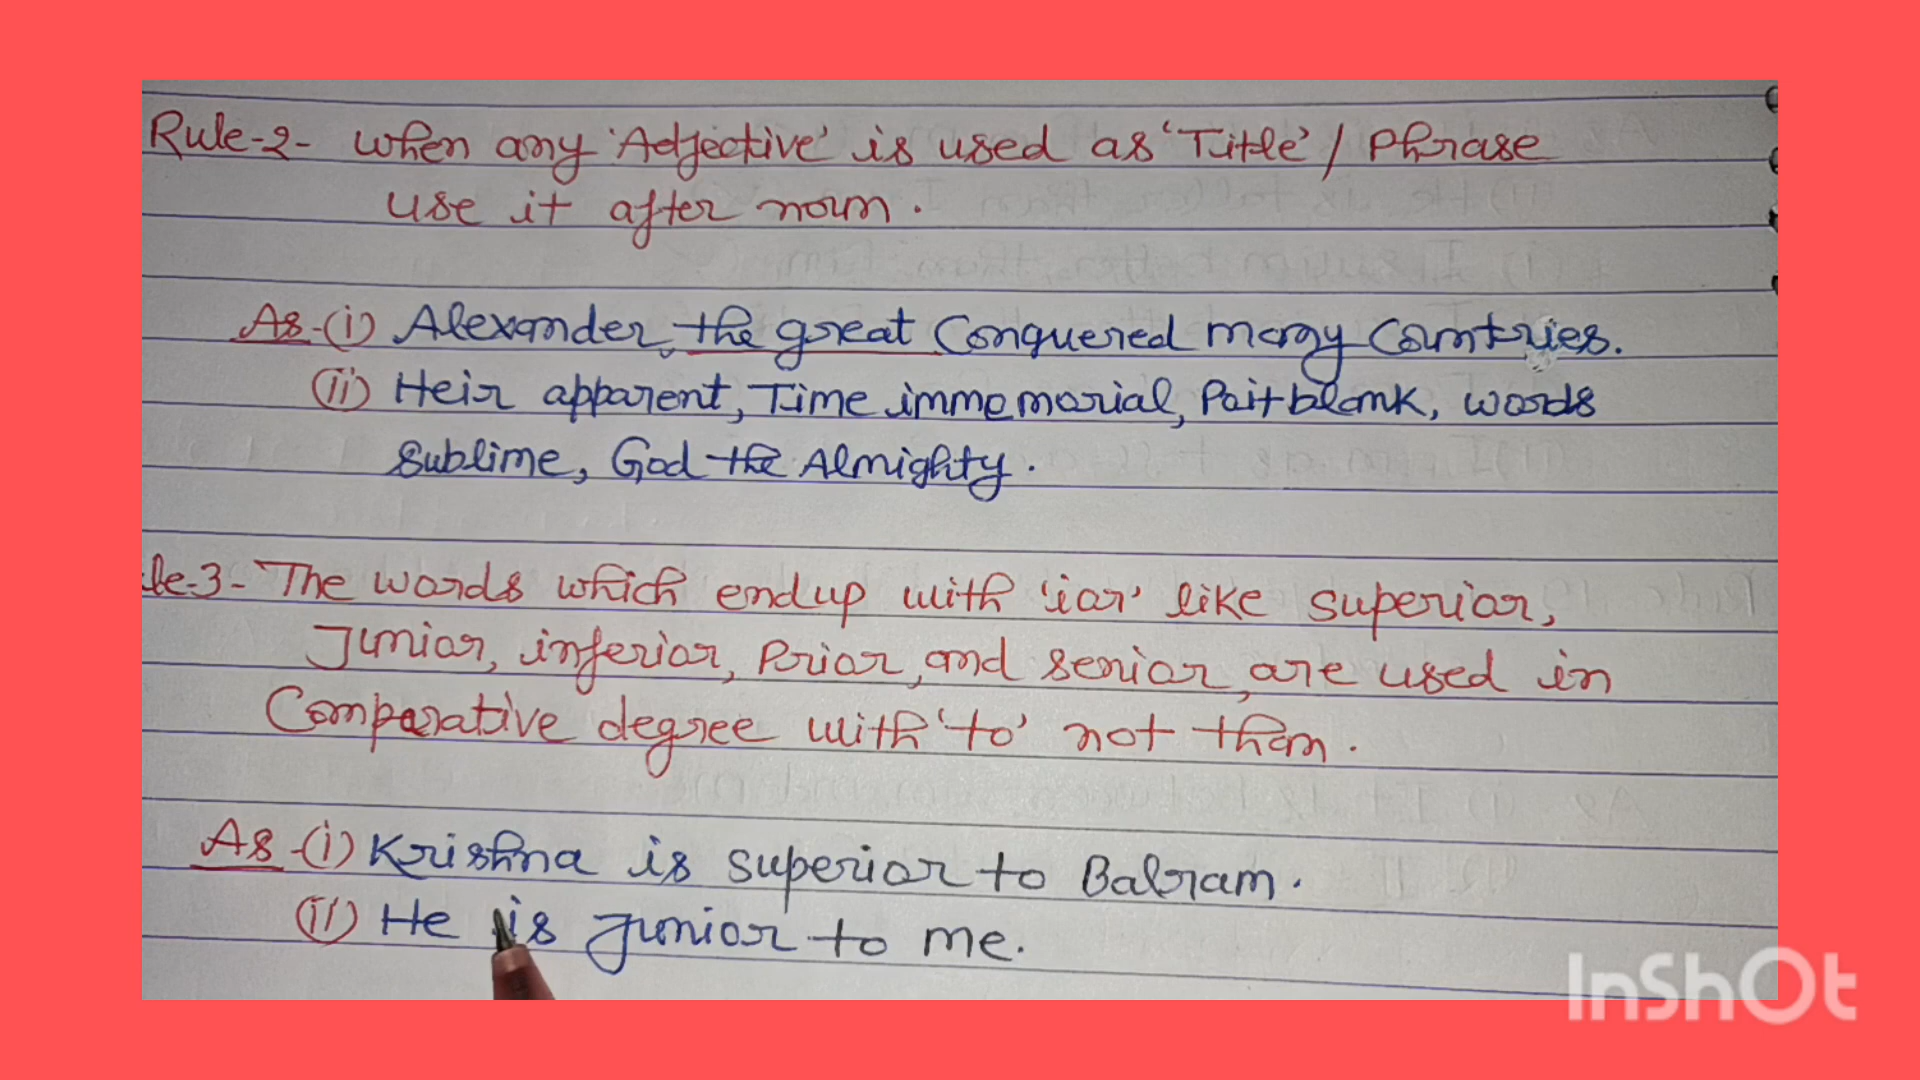 Rule-2- when any 'Adjective' is used as 'Title' / Phrase
use it after noun.
As-(i) Alexander, the great Conquered many Countries.
(ii) Heir apparent, Time immemorial, Paitblank, words
sublime, God the Almighty.
le-3- The words which endup with 'ior' like superior,
Junior, inferior, Prior, and senior, are used in
Comparative degree with 'to' not than.
As-(i) Krishna is superior to Balram.
(ii) He is junior to me.
InShOt